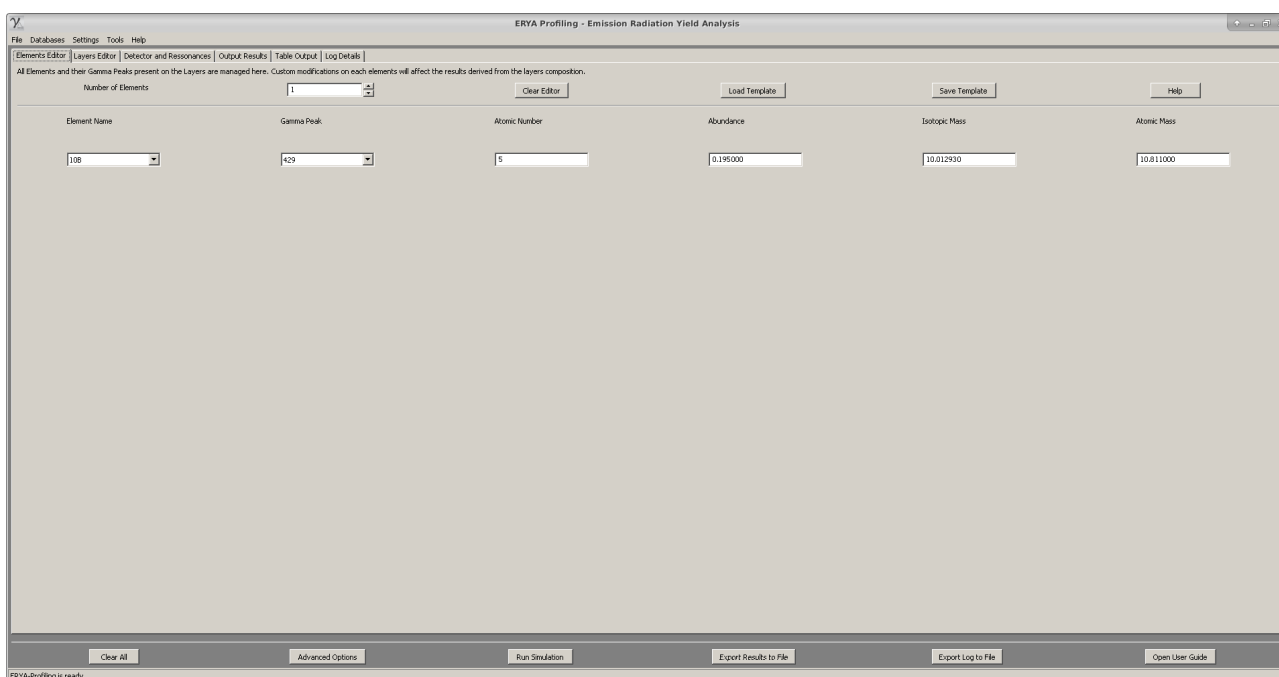 ERYA Profiling - Emission Radiation Yield Analysis
File Databases Settings Tools Help
Elements Editor Layers Editor Detector and Ressonances Output Results Table Output Log Details
All Elements and their Gamma Peaks present on the Layers are managed here. Custom modifications on each elements will affect the results derived from the layers composition.
Number of Elements 1 Clear Editor Load Template Save Template Help
Element Name Gamma Peak Atomic Number Abundance Isotopic Mass Atomic Mass
10B 429 5 0.195000 10.012930 10.811000
Clear All Advanced Options Run Simulation Export Results to File Export Log to File Open User Guide
ERYA-Profiling is ready